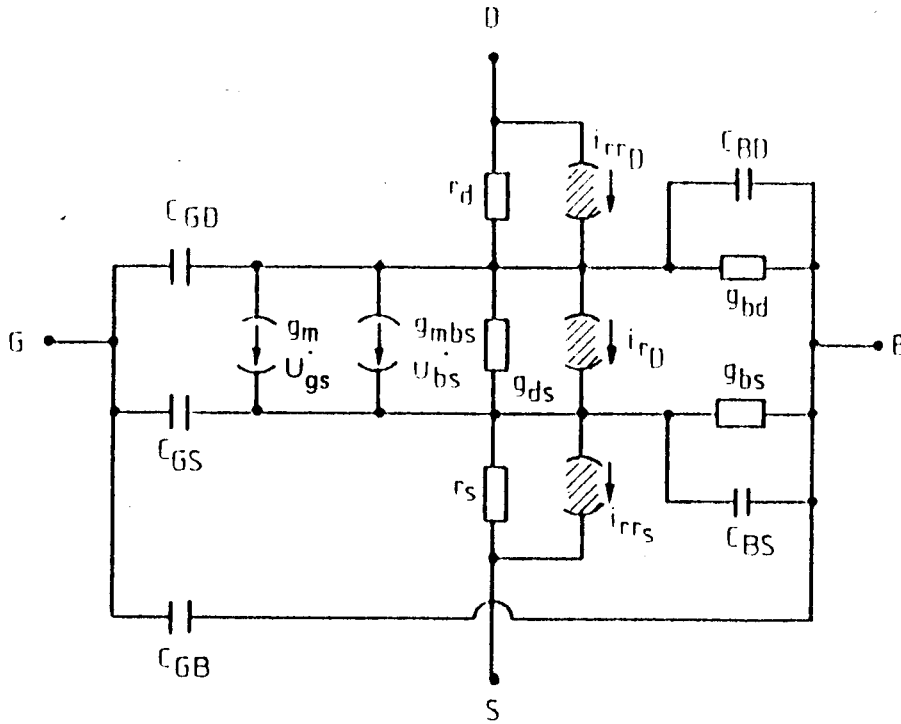 D
i_rrD
C_BD
r_d
C_GD
g_bd
g_m
U_gs
g_mbs
U_bs
i_rD
G
B
g_ds
g_bs
C_GS
r_s
i_rrs
C_BS
C_GB
S